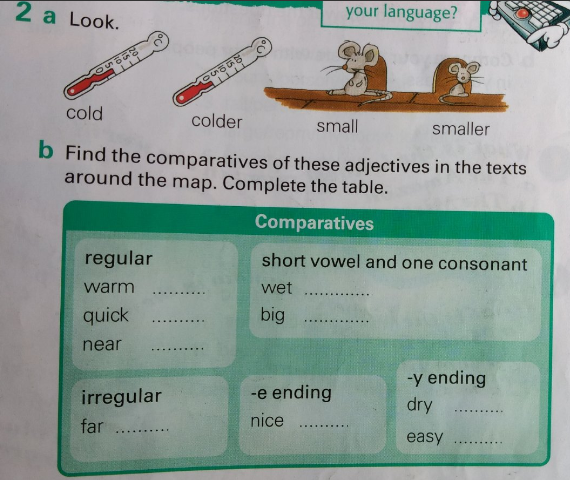 your language?
2 a Look.
cold
colder
small
smaller
b Find the comparatives of these adjectives in the texts
around the map. Complete the table.
Comparatives
regular
warm ..........
quick ..........
near ..........
short vowel and one consonant
wet ............
big ............
irregular
far ..........
-e ending
nice ..........
-y ending
dry ..........
easy ..........